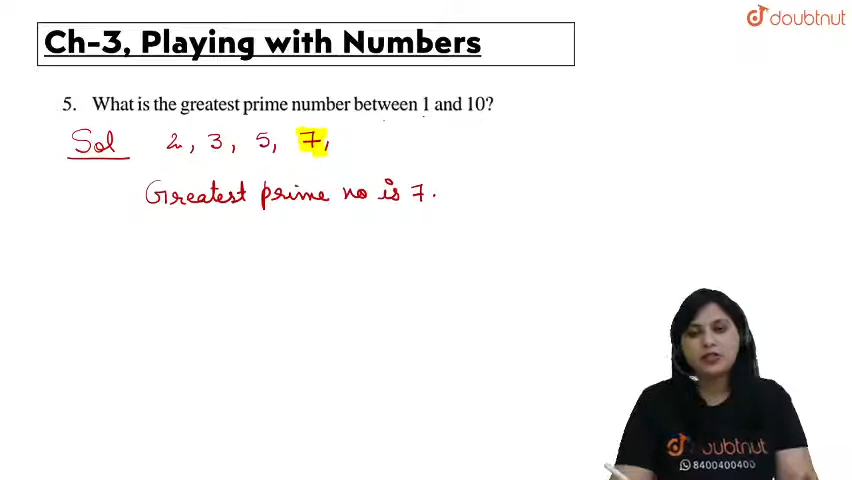 doubtnut
Ch-3, Playing with Numbers
5. What is the greatest prime number between 1 and 10?
Sol 2, 3, 5, 7,
Greatest prime no is 7.
doubtnut
8400400400